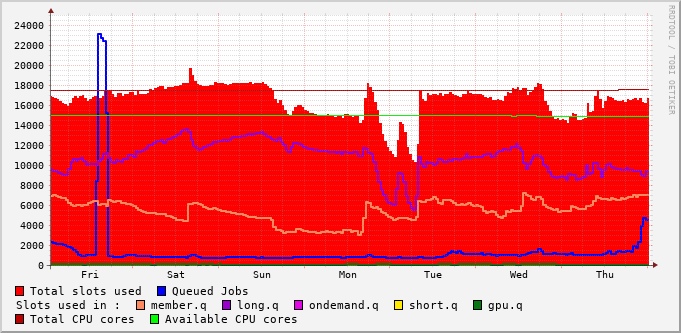 RRDTOOL / TOBI OETIKER
24000
22000
20000
18000
16000
14000
12000
10000
8000
6000
4000
2000
0
Fri Sat Sun Mon Tue Wed Thu
Total slots used Queued Jobs
Slots used in : member.q long.q ondemand.q short.q gpu.q
Total CPU cores Available CPU cores